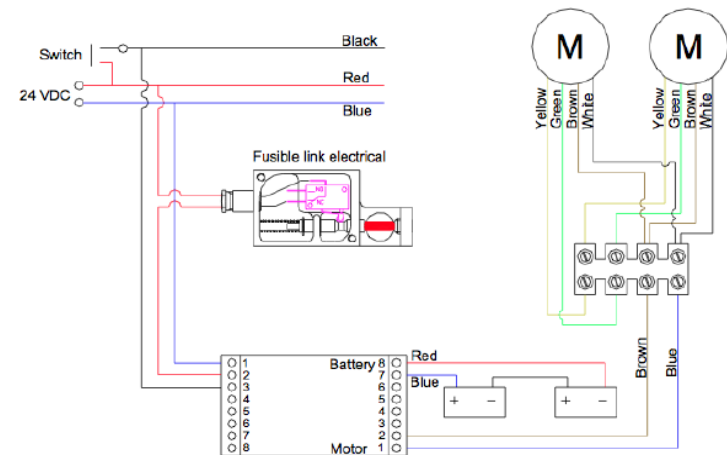 Black
Switch
Red
24 VDC
Blue
M
M
Yellow
Green
Brown
White
Yellow
Green
Brown
White
Fusible link electrical
NO
NC
Brown
Blue
1
2
3
4
5
6
7
8
Battery 8
7
6
5
4
3
2
Motor 1
Red
Blue
+ −
+ −